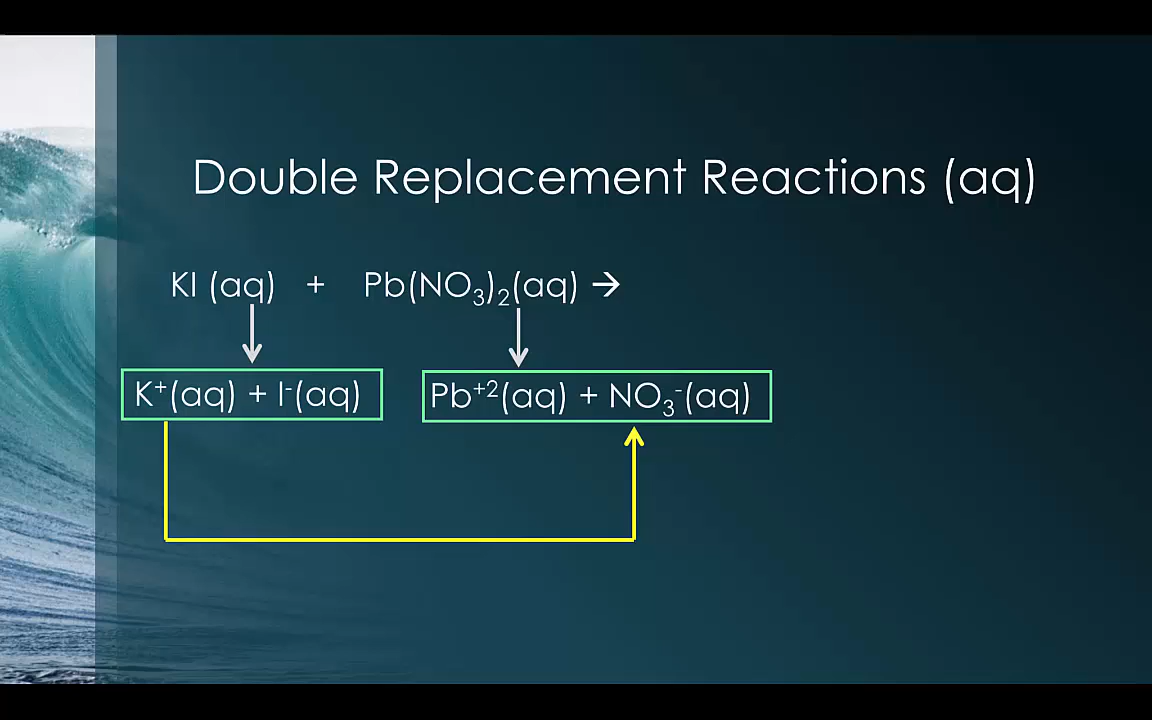 Double Replacement Reactions (aq)
KI (aq) + Pb(NO₃)₂(aq) →
K⁺(aq) + I⁻(aq) Pb⁺²(aq) + NO₃⁻(aq)